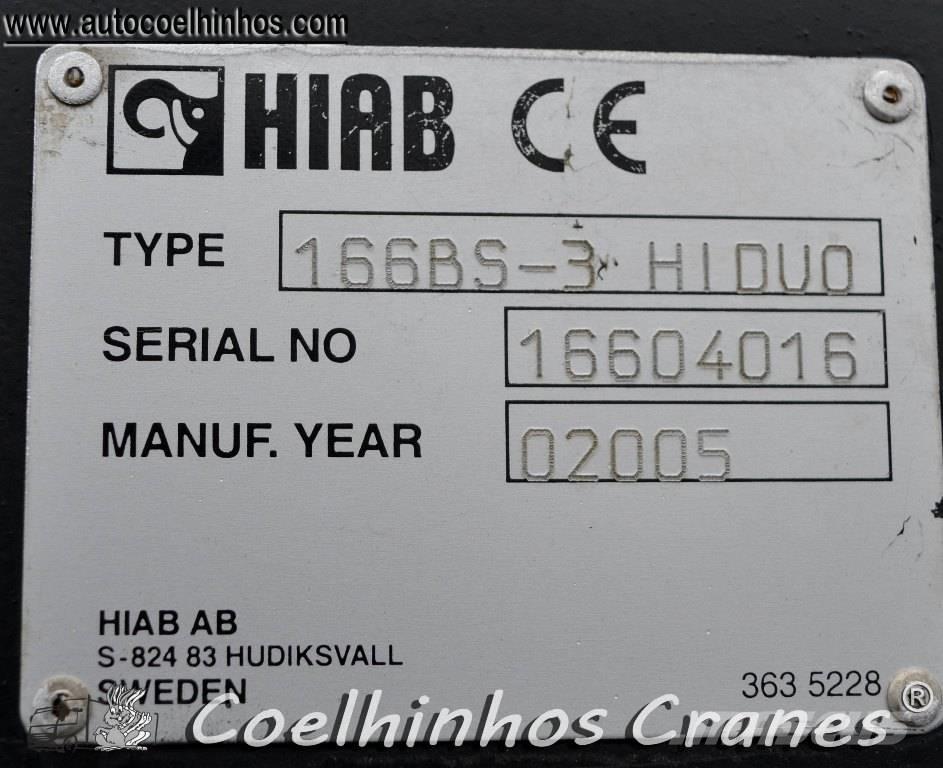 www.autocoelhinhos.com
HIAB CE
TYPE 166BS-3 HIDUO
SERIAL NO 16604016
MANUF. YEAR 02005
HIAB AB
S-824 83 HUDIKSVALL
SWEDEN 363 5228
Coelhinhos Cranes ®